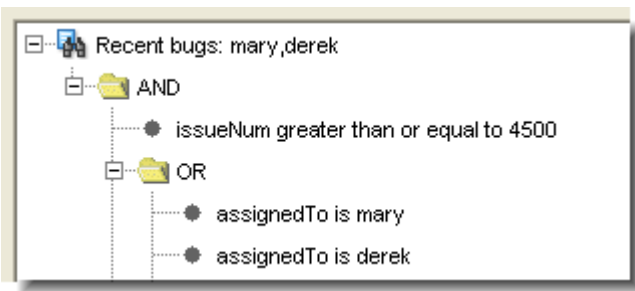 Recent bugs: mary,derek
AND
issueNum greater than or equal to 4500
OR
assignedTo is mary
assignedTo is derek